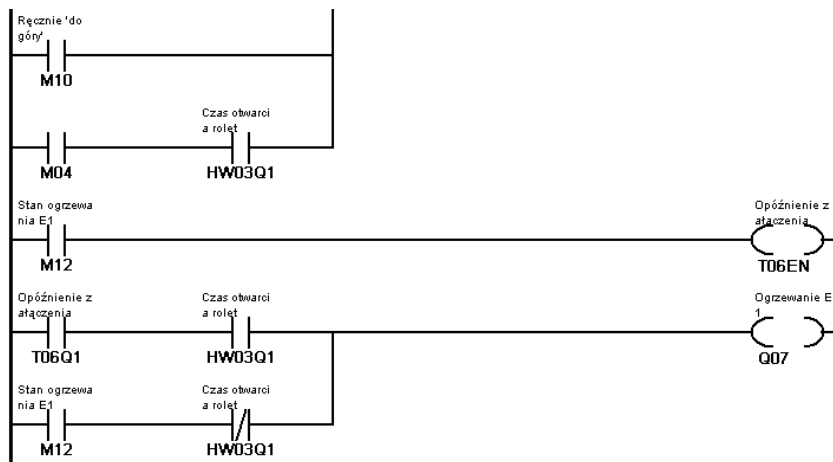 Ręcznie 'do
góry'
M10
Czas otwarci
a rolet
M04
HW03Q1
Stan ogrzewa
nia E1
Opóźnienie z
ałączenia
M12
T06EN
Opóźnienie z
ałączenia
Czas otwarci
a rolet
Ogrzewanie E
1
T06Q1
HW03Q1
Q07
Stan ogrzewa
nia E1
Czas otwarci
a rolet
M12
HW03Q1